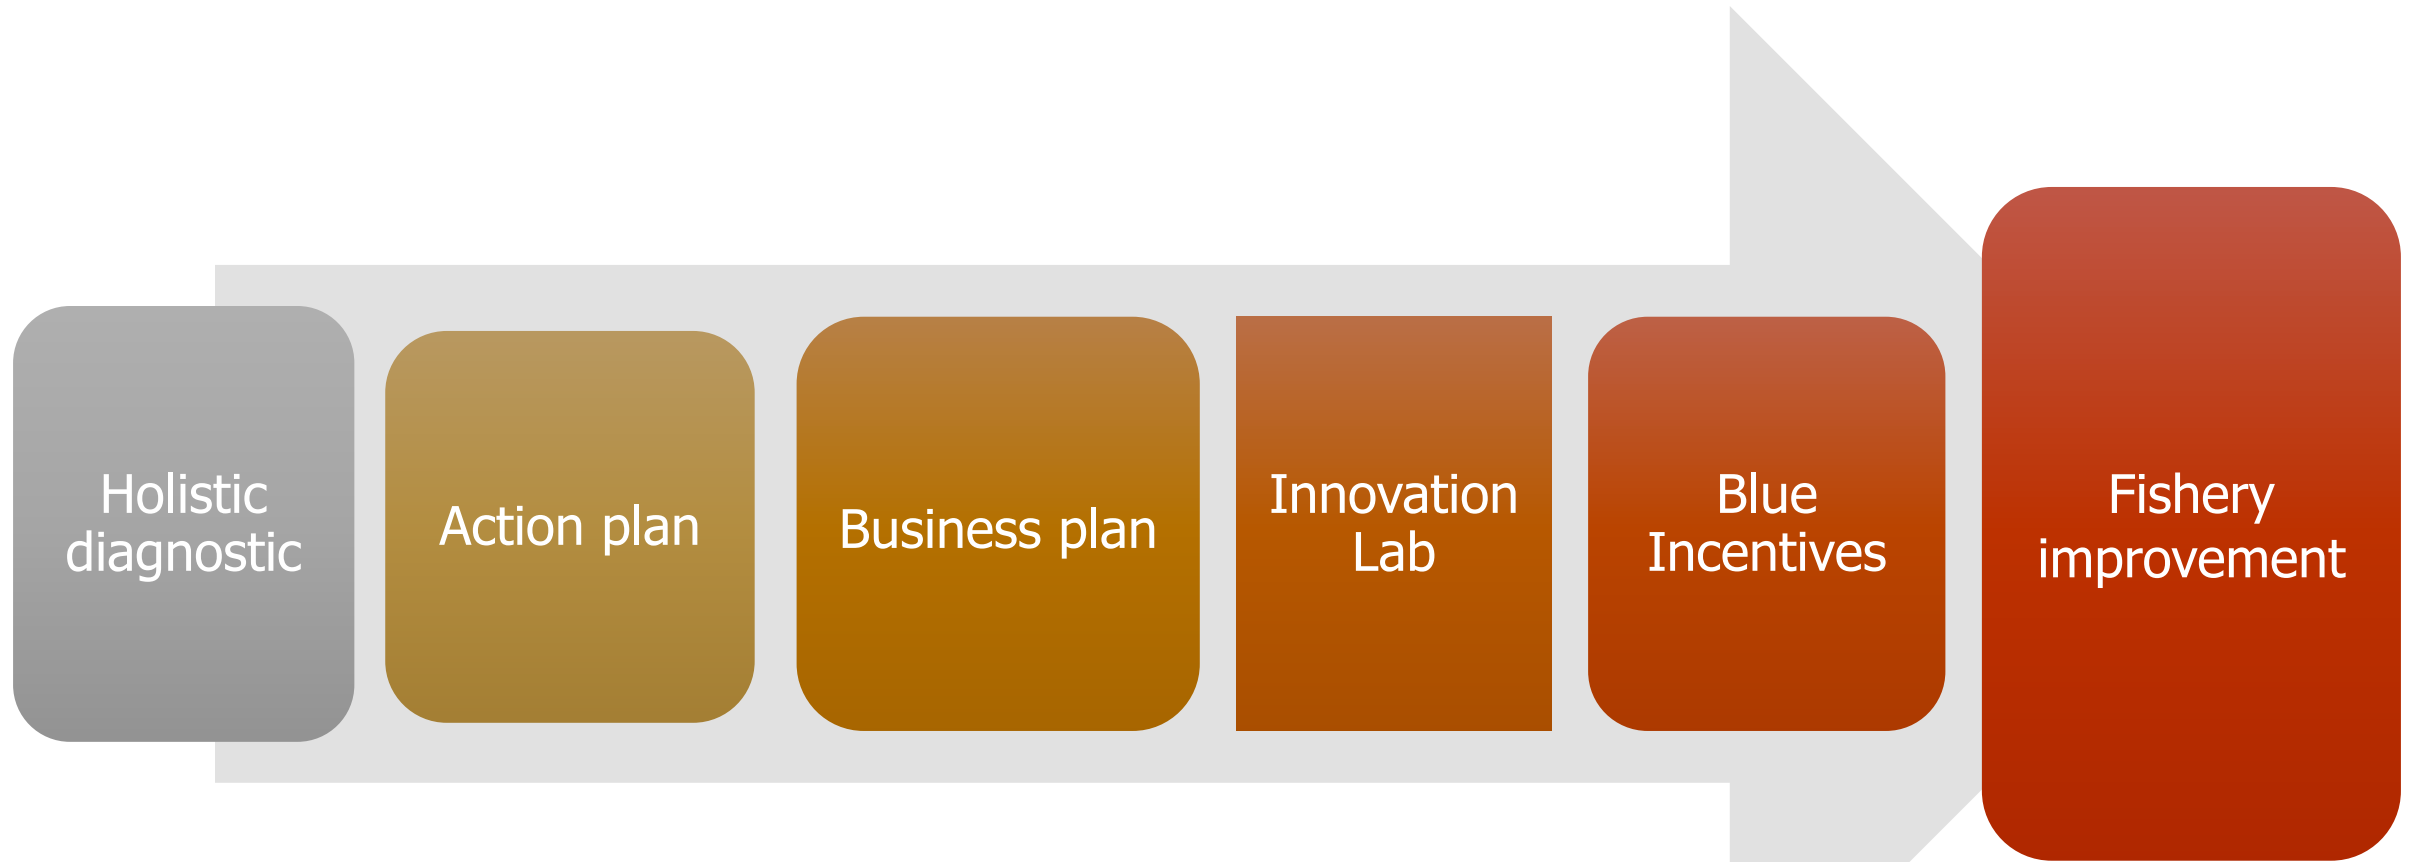 Holistic
diagnostic
Action plan
Business plan
Innovation
Lab
Blue
Incentives
Fishery
improvement